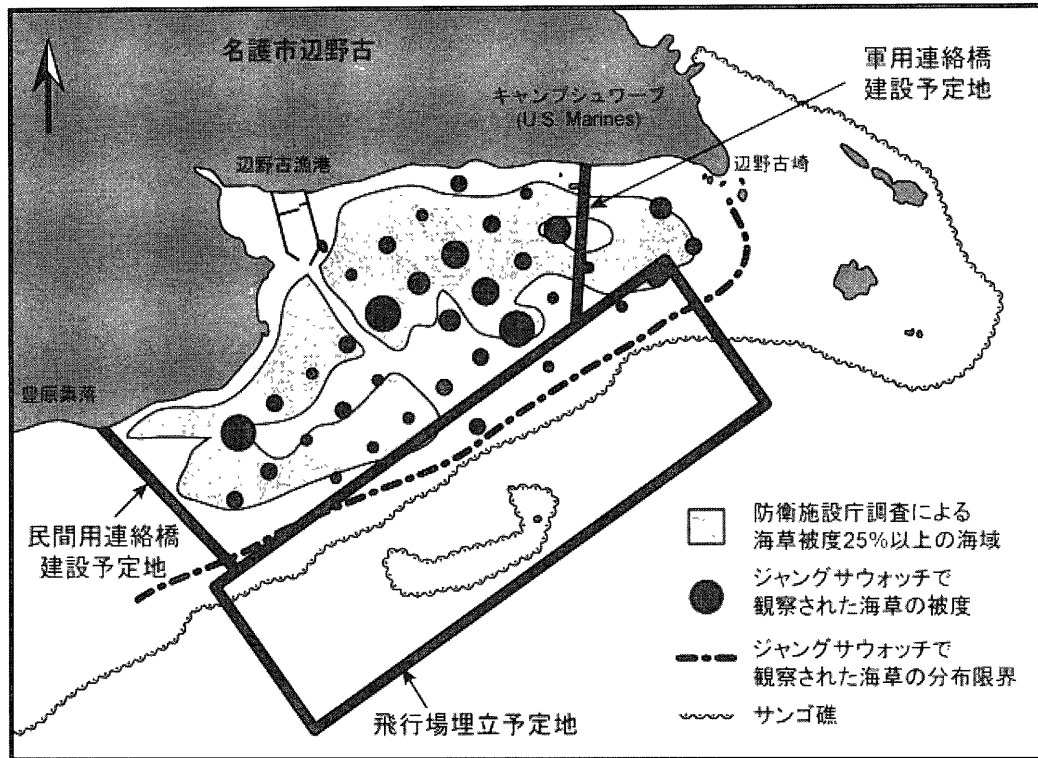 名護市辺野古
軍用連絡橋
建設予定地
キャンプシュワーブ
(U.S. Marines)
辺野古漁港
辺野古崎
豊原集落
民間用連絡橋
建設予定地
防衛施設庁調査による
海草被度25%以上の海域
ジャングサウォッチで
観察された海草の被度
ジャングサウォッチで
観察された海草の分布限界
サンゴ礁
飛行場埋立予定地